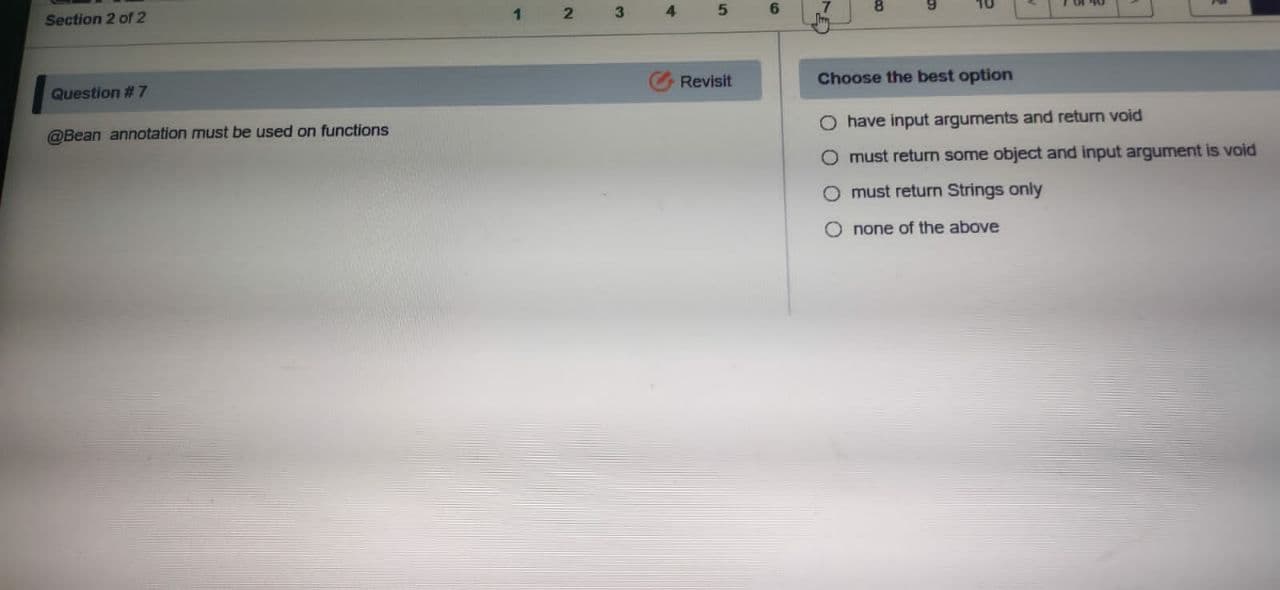 Section 2 of 2
1 2 3 4 5 6 7 8 9 10
Question # 7
Revisit
@Bean annotation must be used on functions
Choose the best option
have input arguments and return void
must return some object and input argument is void
must return Strings only
none of the above